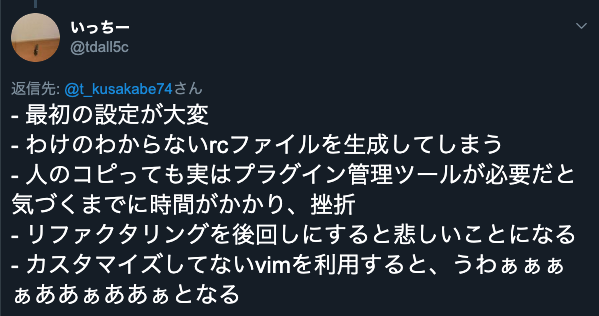 いっちー
@tdall5c
返信先: @t_kusakabe74さん
- 最初の設定が大変
- わけのわからないrcファイルを生成してしまう
- 人のコピっても実はプラグイン管理ツールが必要だと
気づくまでに時間がかかり、挫折
- リファクタリングを後回しにすると悲しいことになる
- カスタマイズしてないvimを利用すると、うわぁぁぁ
ぁああぁああぁとなる